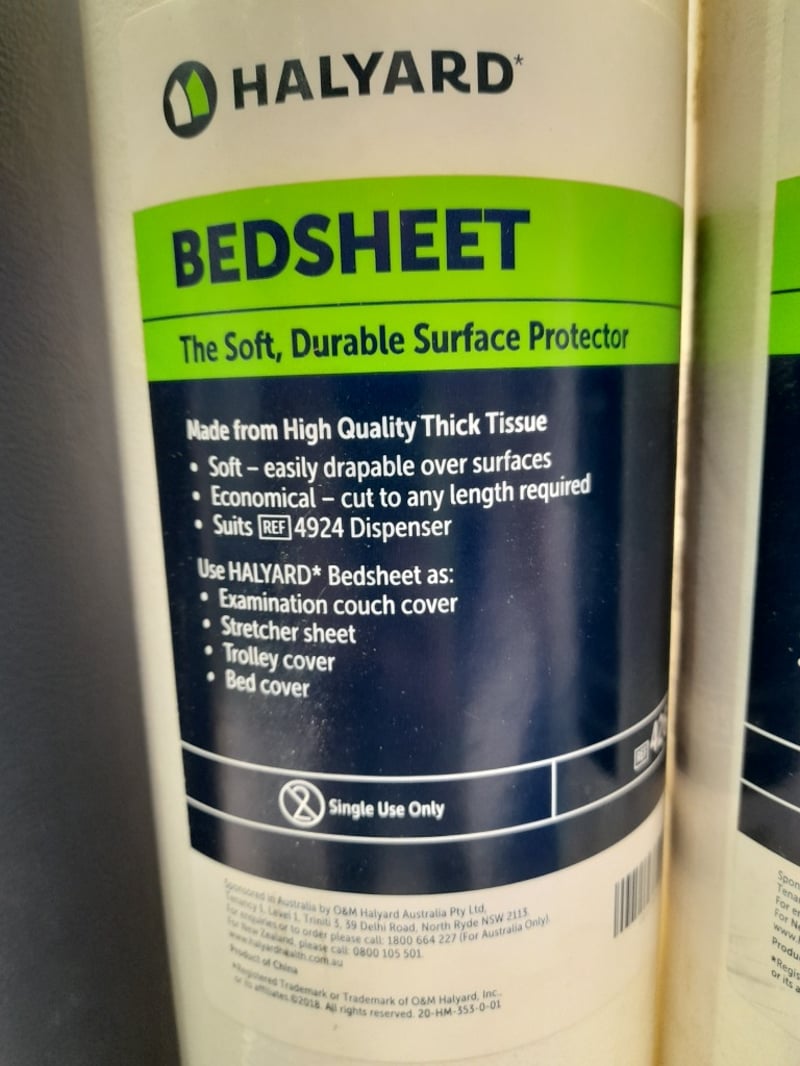 HALYARD*
BEDSHEET
The Soft, Durable Surface Protector
Made from High Quality Thick Tissue
• Soft – easily drapable over surfaces
• Economical – cut to any length required
• Suits REF 4924 Dispenser
Use HALYARD* Bedsheet as:
• Examination couch cover
• Stretcher sheet
• Trolley cover
• Bed cover
REF
2 Single Use Only
Sponsored in Australia by O&M Halyard Australia Pty Ltd,
Tenancy 1, Level 1, Triniti 3, 39 Delhi Road, North Ryde NSW 2113.
For enquiries or to order please call: 1800 664 227 (For Australia Only).
For New Zealand, please call: 0800 105 501
www.halyardhealth.com.au
Product of China
*Registered Trademark or Trademark of O&M Halyard, Inc.,
or its affiliates ©2018. All rights reserved. 20-HM-353-0-01